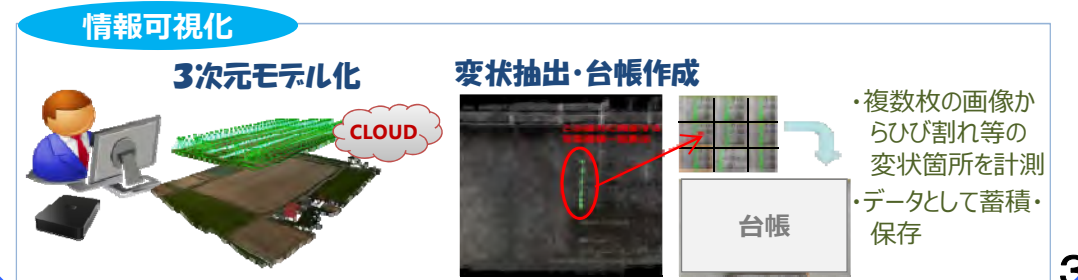 情報可視化
3次元モデル化
変状抽出・台帳作成
CLOUD
・複数枚の画像か
らひび割れ等の
変状箇所を計測
・データとして蓄積・
保存
台帳